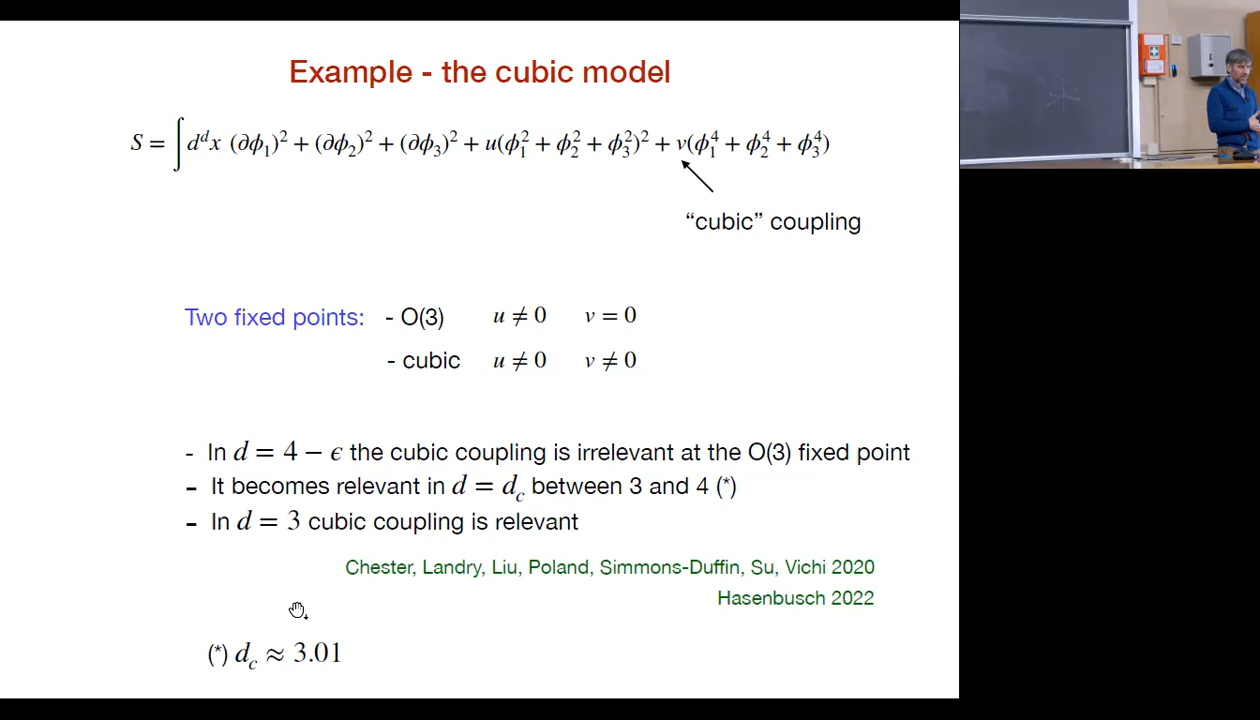 Example - the cubic model
S = ∫ dᵈx (∂ϕ₁)² + (∂ϕ₂)² + (∂ϕ₃)² + u(ϕ₁² + ϕ₂² + ϕ₃²)² + v(ϕ₁⁴ + ϕ₂⁴ + ϕ₃⁴)
“cubic” coupling
Two fixed points: - O(3) u ≠ 0 v = 0
- cubic u ≠ 0 v ≠ 0
- In d = 4 − ϵ the cubic coupling is irrelevant at the O(3) fixed point
- It becomes relevant in d = d_c between 3 and 4 (*)
- In d = 3 cubic coupling is relevant
Chester, Landry, Liu, Poland, Simmons-Duffin, Su, Vichi 2020
Hasenbusch 2022
(*) d_c ≈ 3.01